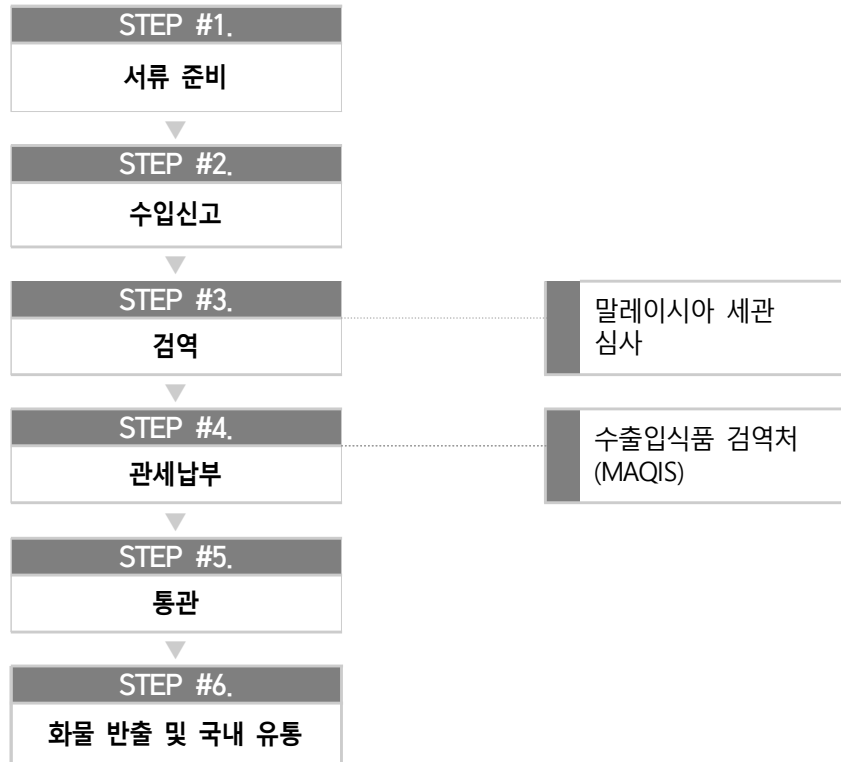 STEP #1.
서류 준비
STEP #2.
수입신고
STEP #3.
검역
말레이시아 세관
심사
STEP #4.
관세납부
수출입식품 검역처
(MAQIS)
STEP #5.
통관
STEP #6.
화물 반출 및 국내 유통